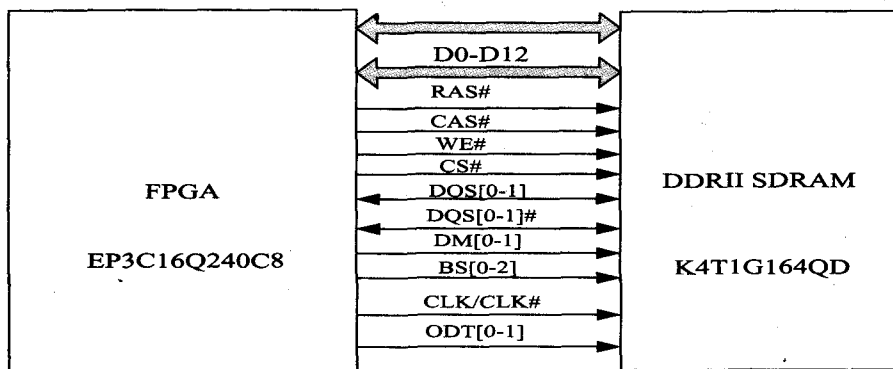 D0-D12
RAS#
CAS#
WE#
CS#
DQS[0-1]
DQS[0-1]#
DM[0-1]
BS[0-2]
CLK/CLK#
ODT[0-1]
FPGA
EP3C16Q240C8
DDRII SDRAM
K4T1G164QD